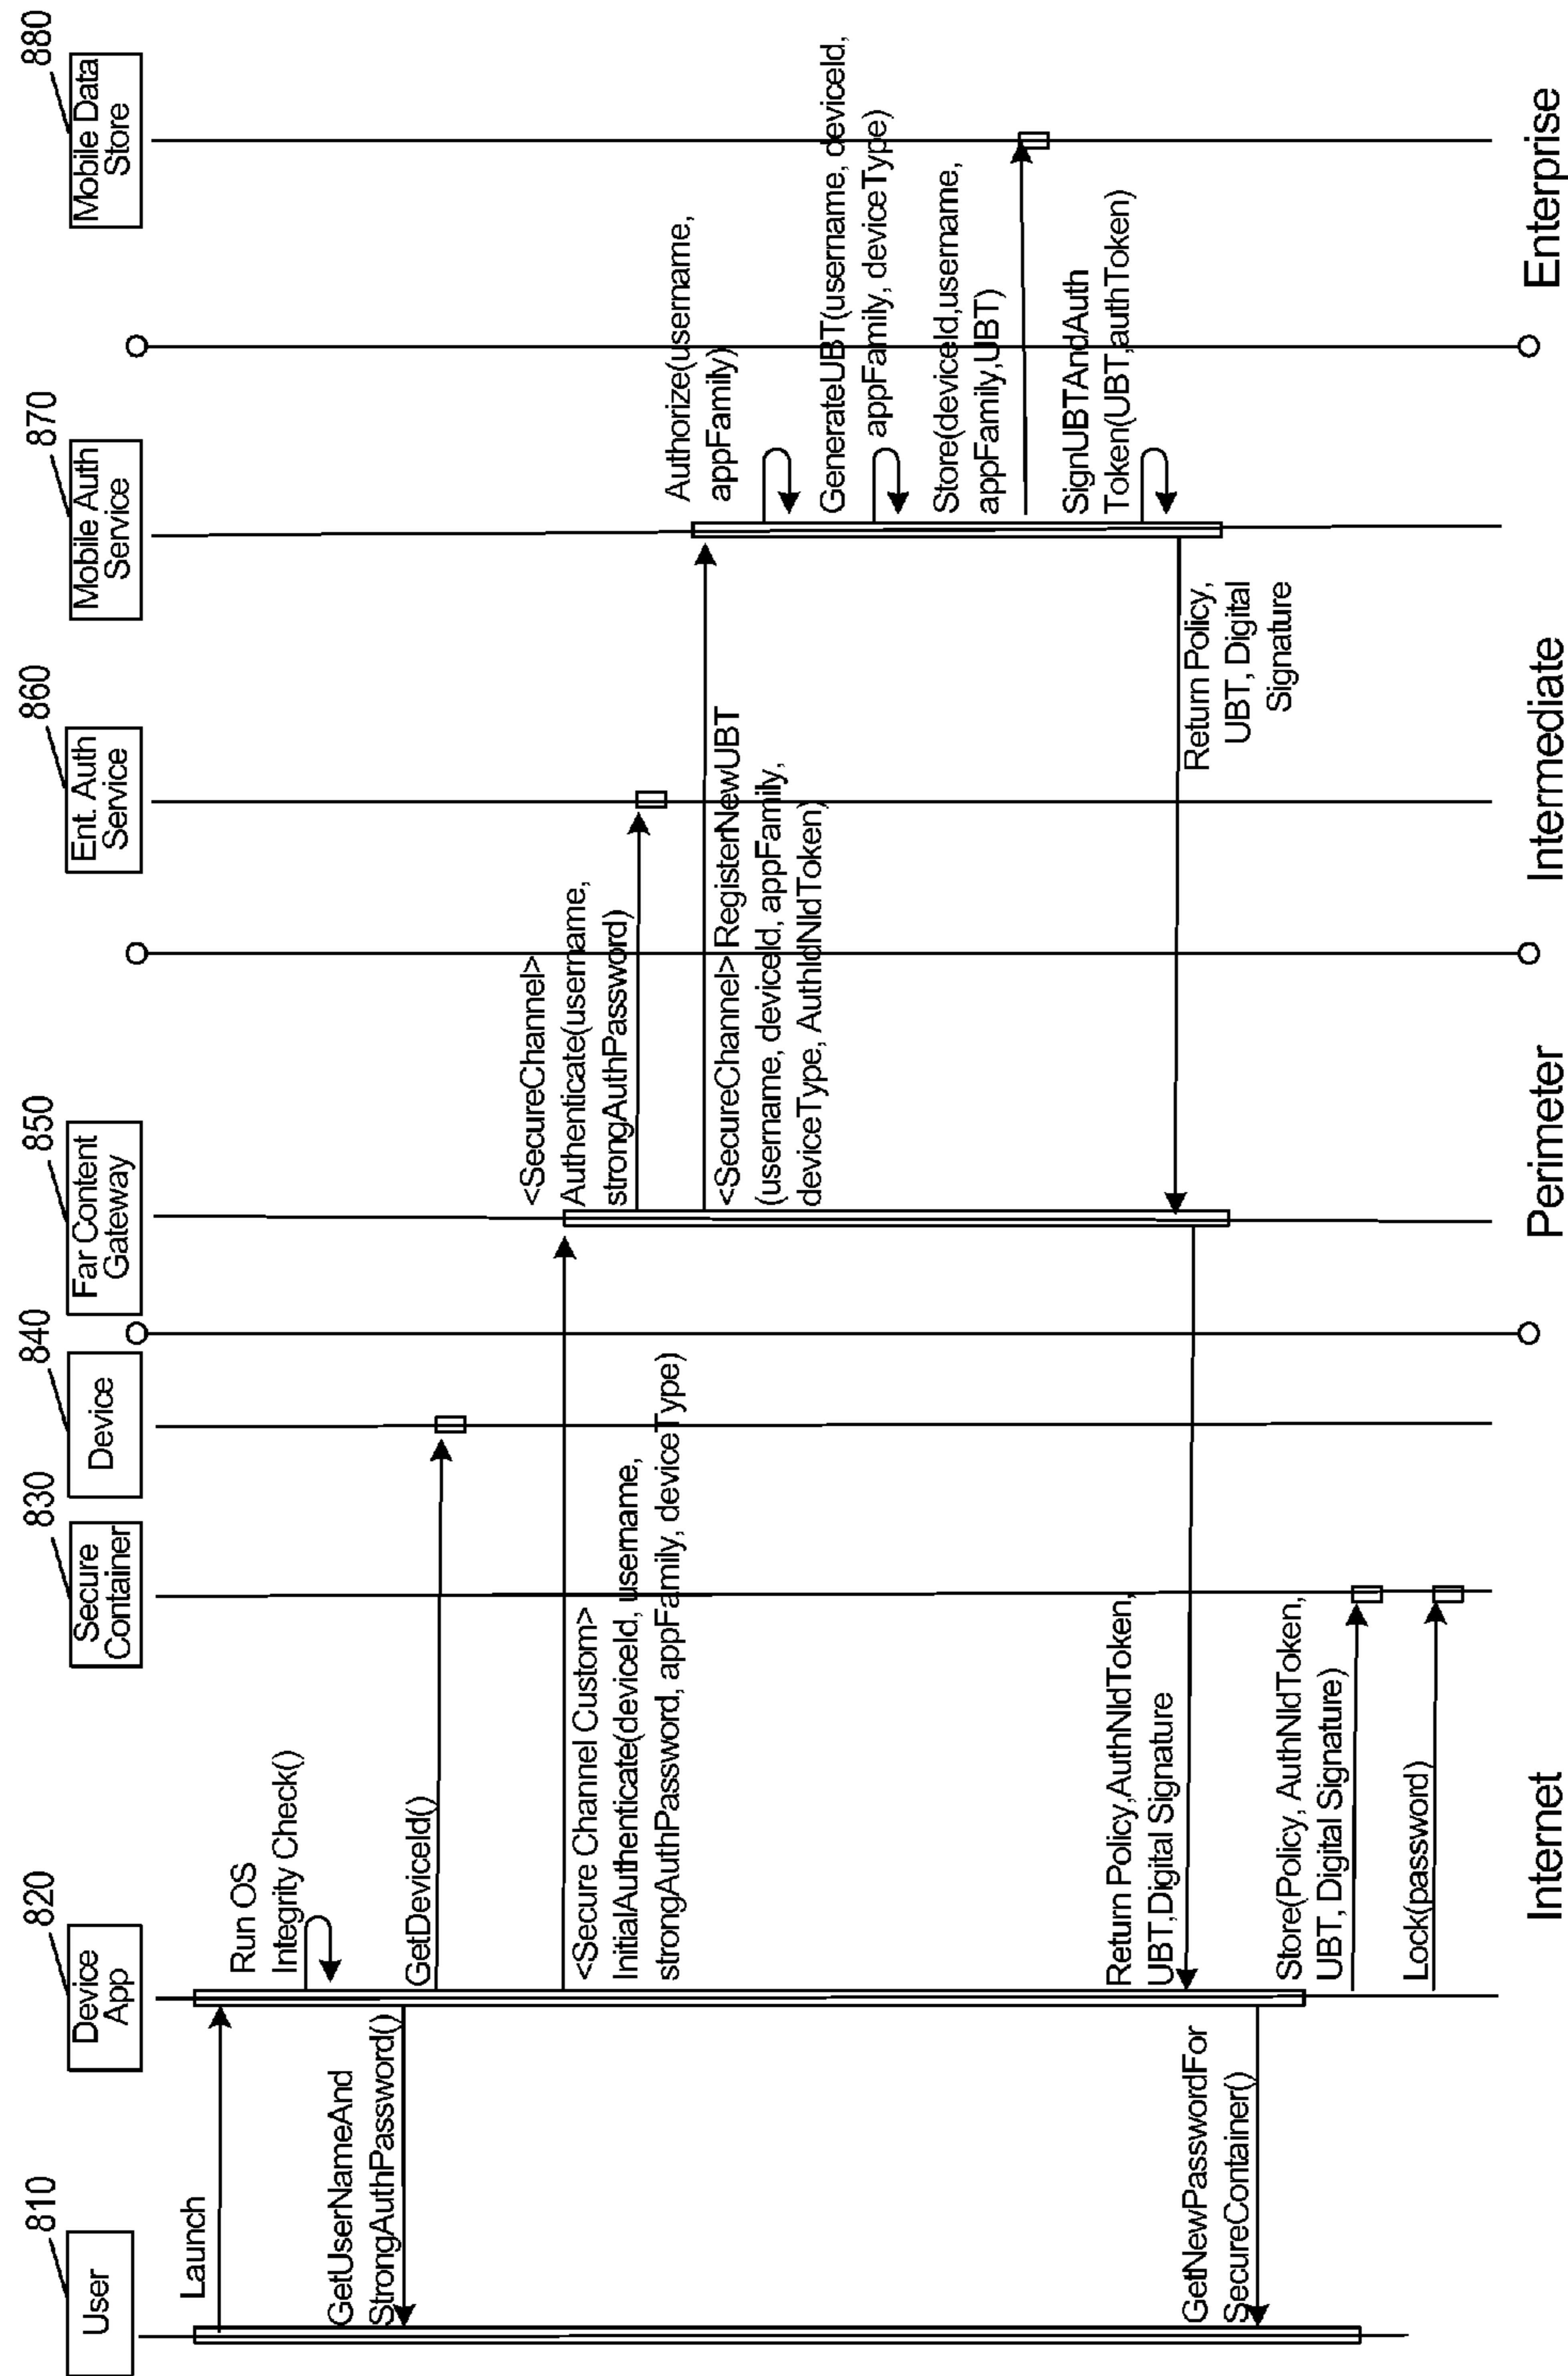 810
User
820
Device
App
830
Secure
Container
840
Device
850
Far Content
Gateway
860
Ent. Auth
Service
870
Mobile Auth
Service
880
Mobile Data
Store
Launch
Run OS
Integrity Check()
GetUserNameAnd
StrongAuthPassword()
GetDeviceId()
<Secure Channel Custom>
InitialAuthenticate(deviceId, username,
strongAuthPassword, appFamily, deviceType)
<SecureChannel>
Authenticate(username,
strongAuthPassword)
<SecureChannel> RegisterNewUBT
(username, deviceId, appFamily,
deviceType, AuthIdNIdToken)
Authorize(username,
appFamily)
GenerateUBT(username, deviceId,
appFamily, deviceType)
Store(deviceId,username,
appFamily,UBT)
SignUBTAndAuth
Token(UBT,authToken)
Return Policy,
UBT, Digital
Signature
Return Policy,AuthNIdToken,
UBT,Digital Signature
GetNewPasswordFor
SecureContainer()
Store(Policy, AuthNIdToken,
UBT, Digital Signature)
Lock(password)
Internet
Perimeter
Intermediate
Enterprise